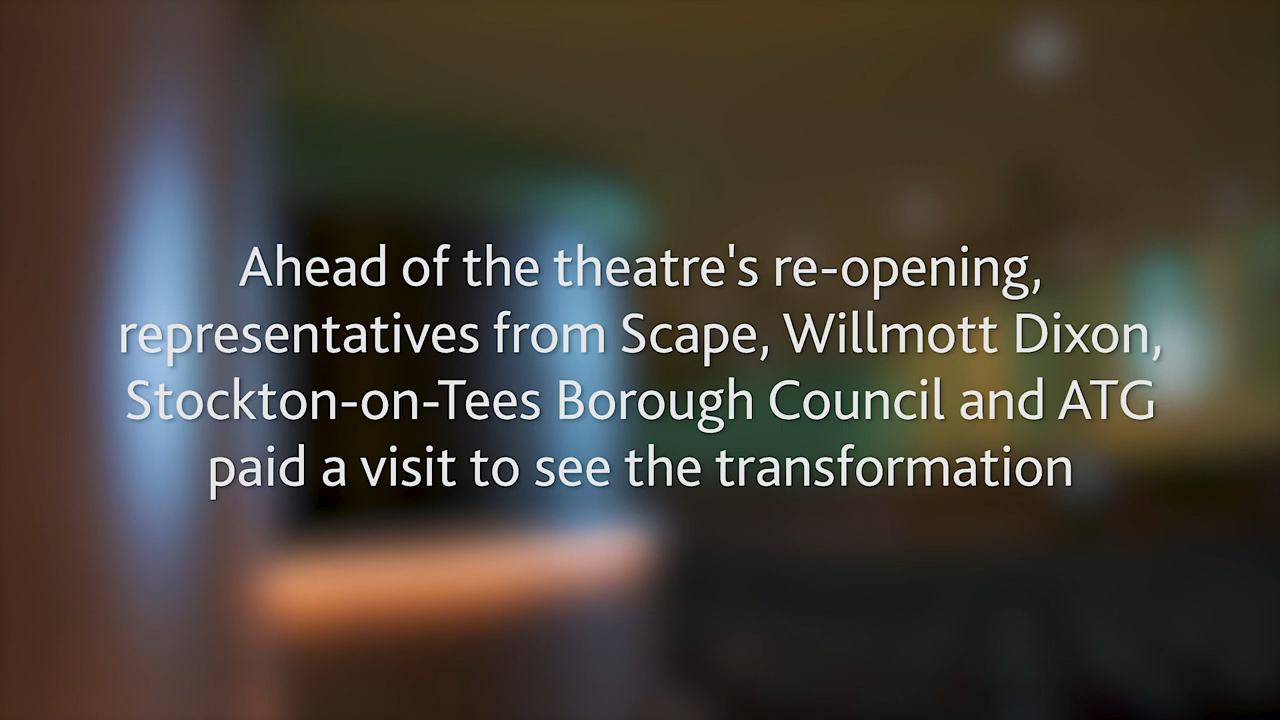 Ahead of the theatre's re-opening,
representatives from Scape, Willmott Dixon,
Stockton-on-Tees Borough Council and ATG
paid a visit to see the transformation